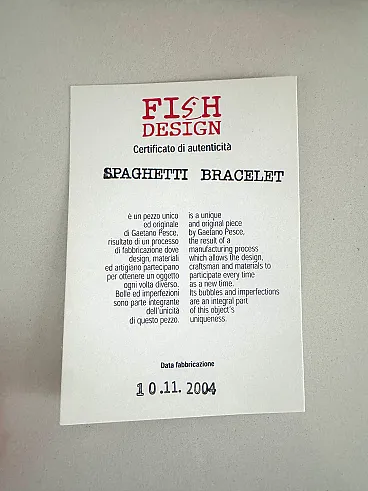 FISH
DESIGN
Certificato di autenticità
SPAGHETTI BRACELET
è un pezzo unico
ed originale
di Gaetano Pesce,
risultato di un processo
di fabbricazione dove
design, materiali
ed artigiano partecipano
per ottenere un oggetto
ogni volta diverso.
Bolle ed imperfezioni
sono parte integrante
dell'unicità
di questo pezzo.
is a unique
and original piece
by Gaetano Pesce,
the result of a
manufacturing process
which allows the design,
craftsman and materials to
participate every time
as a new time.
Its bubbles and imperfections
are an integral part
of this object's
uniqueness.
Data fabbricazione
10.11. 2004